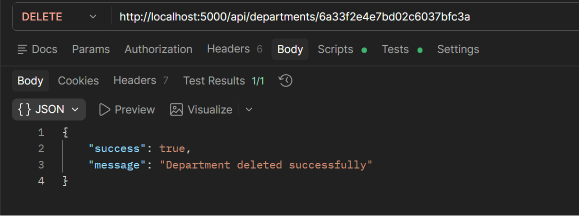 DELETE http://localhost:5000/api/departments/6a33f2e4e7bd02c6037bfc3a
Docs Params Authorization Headers 6 Body Scripts Tests Settings
Body Cookies Headers 7 Test Results 1/1
{} JSON Preview Visualize
1 {
2 "success": true,
3 "message": "Department deleted successfully"
4 }